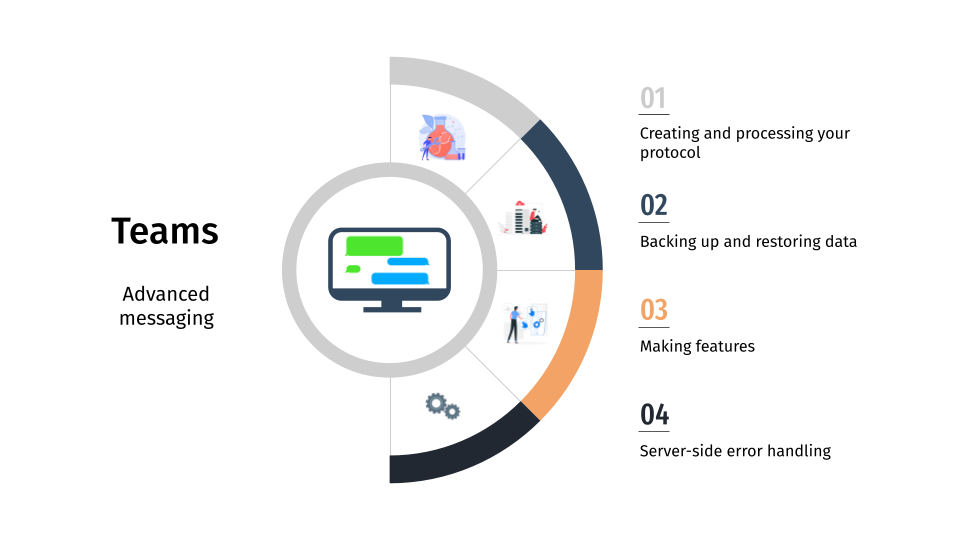 Teams
Advanced
messaging
01
Creating and processing your
protocol
02
Backing up and restoring data
03
Making features
04
Server-side error handling